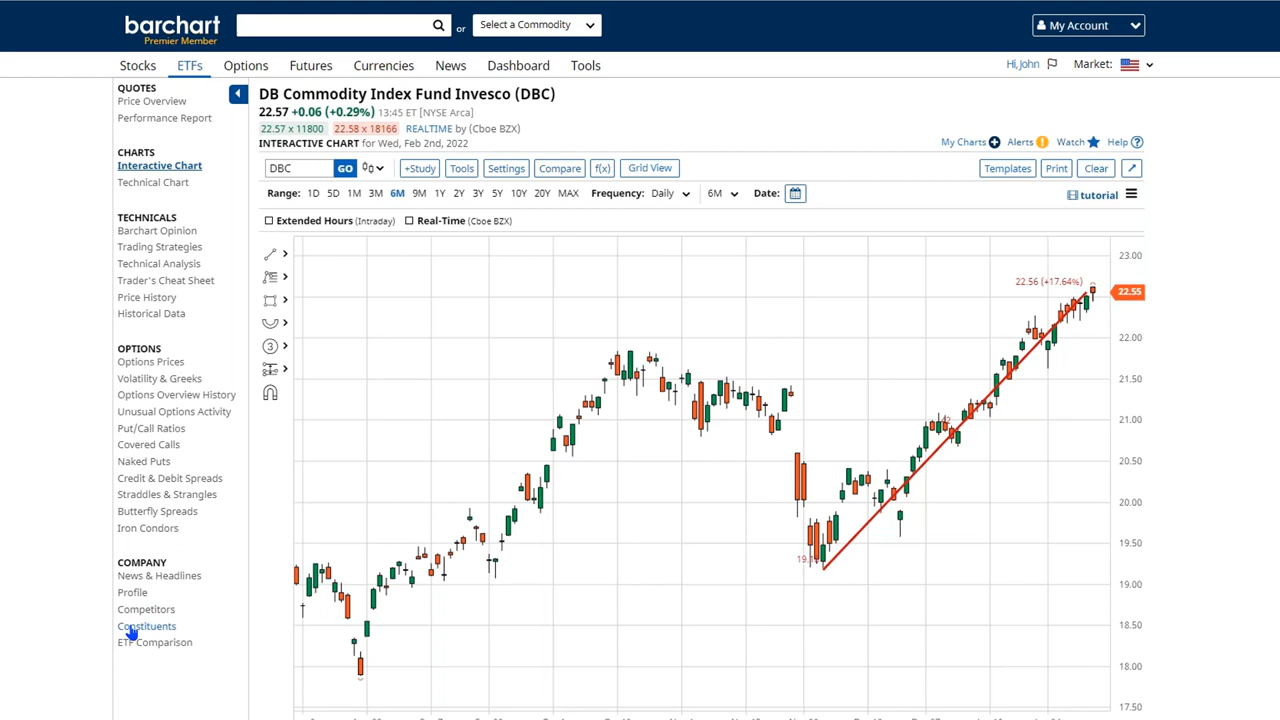 barchart
Premier Member
or
Select a Commodity
My Account
Stocks
ETFs
Options
Futures
Currencies
News
Dashboard
Tools
Hi, John
Market:
QUOTES
Price Overview
Performance Report
CHARTS
Interactive Chart
Technical Chart
TECHNICALS
Barchart Opinion
Trading Strategies
Technical Analysis
Trader's Cheat Sheet
Price History
Historical Data
OPTIONS
Options Prices
Volatility & Greeks
Options Overview History
Unusual Options Activity
Put/Call Ratios
Covered Calls
Naked Puts
Credit & Debit Spreads
Straddles & Strangles
Butterfly Spreads
Iron Condors
COMPANY
News & Headlines
Profile
Competitors
Constituents
ETF Comparison
DB Commodity Index Fund Invesco (DBC)
22.57 +0.06 (+0.29%) 13:45 ET [NYSE Arca]
22.57 x 11800 22.58 x 18166 REALTIME by (Cboe BZX)
INTERACTIVE CHART for Wed, Feb 2nd, 2022
My Charts
Alerts
Watch
Help
DBC GO
+Study
Tools
Settings
Compare
f(x)
Grid View
Templates
Print
Clear
Range: 1D 5D 1M 3M 6M 9M 1Y 2Y 3Y 5Y 10Y 20Y MAX Frequency: Daily 6M Date:
tutorial
Extended Hours (Intraday) Real-Time (Cboe BZX)
3
22.56 (+17.64%)
23.00
22.55
22.00
21.50
21.00
20.50
20.00
19.50
19.00
18.50
18.00
17.50